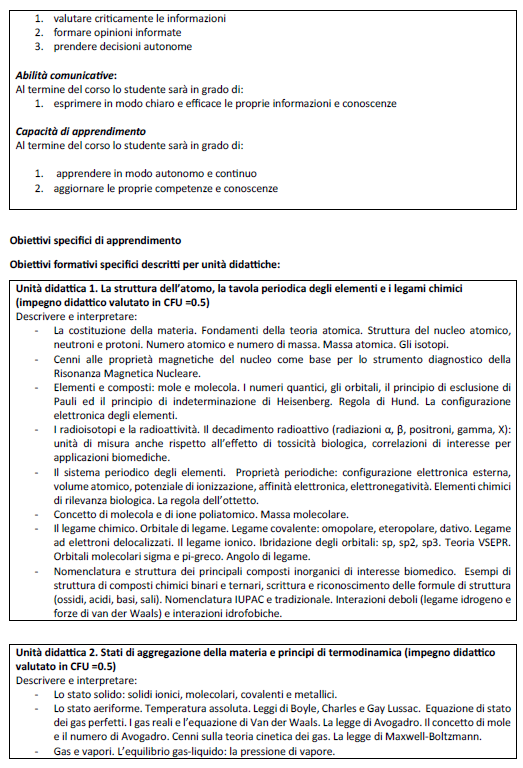 1. valutare criticamente le informazioni
2. formare opinioni informate
3. prendere decisioni autonome
Abilità comunicative:
Al termine del corso lo studente sarà in grado di:
1. esprimere in modo chiaro e efficace le proprie informazioni e conoscenze
Capacità di apprendimento
Al termine del corso lo studente sarà in grado di:
1. apprendere in modo autonomo e continuo
2. aggiornare le proprie competenze e conoscenze
Obiettivi specifici di apprendimento
Obiettivi formativi specifici descritti per unità didattiche:
Unità didattica 1. La struttura dell'atomo, la tavola periodica degli elementi e i legami chimici
(impegno didattico valutato in CFU =0.5)
Descrivere e interpretare:
- La costituzione della materia. Fondamenti della teoria atomica. Struttura del nucleo atomico,
neutroni e protoni. Numero atomico e numero di massa. Massa atomica. Gli isotopi.
- Cenni alle proprietà magnetiche del nucleo come base per lo strumento diagnostico della
Risonanza Magnetica Nucleare.
- Elementi e composti: mole e molecola. I numeri quantici, gli orbitali, il principio di esclusione di
Pauli ed il principio di indeterminazione di Heisenberg. Regola di Hund. La configurazione
elettronica degli elementi.
- I radioisotopi e la radioattività. Il decadimento radioattivo (radiazioni α, β, positroni, gamma, X):
unità di misura anche rispetto all'effetto di tossicità biologica, correlazioni di interesse per
applicazioni biomediche.
- Il sistema periodico degli elementi. Proprietà periodiche: configurazione elettronica esterna,
volume atomico, potenziale di ionizzazione, affinità elettronica, elettronegatività. Elementi chimici
di rilevanza biologica. La regola dell'ottetto.
- Concetto di molecola e di ione poliatomico. Massa molecolare.
- Il legame chimico. Orbitale di legame. Legame covalente: omopolare, eteropolare, dativo. Legame
ad elettroni delocalizzati. Il legame ionico. Ibridazione degli orbitali: sp, sp2, sp3. Teoria VSEPR.
Orbitali molecolari sigma e pi-greco. Angolo di legame.
- Nomenclatura e struttura dei principali composti inorganici di interesse biomedico. Esempi di
struttura di composti chimici binari e ternari, scrittura e riconoscimento delle formule di struttura
(ossidi, acidi, basi, sali). Nomenclatura IUPAC e tradizionale. Interazioni deboli (legame idrogeno e
forze di van der Waals) e interazioni idrofobiche.
Unità didattica 2. Stati di aggregazione della materia e principi di termodinamica (impegno didattico
valutato in CFU =0.5)
Descrivere e interpretare:
- Lo stato solido: solidi ionici, molecolari, covalenti e metallici.
- Lo stato aeriforme. Temperatura assoluta. Leggi di Boyle, Charles e Gay Lussac. Equazione di stato
dei gas perfetti. I gas reali e l'equazione di Van der Waals. La legge di Avogadro. Il concetto di mole
e il numero di Avogadro. Cenni sulla teoria cinetica dei gas. La legge di Maxwell-Boltzmann.
- Gas e vapori. L'equilibrio gas-liquido: la pressione di vapore.